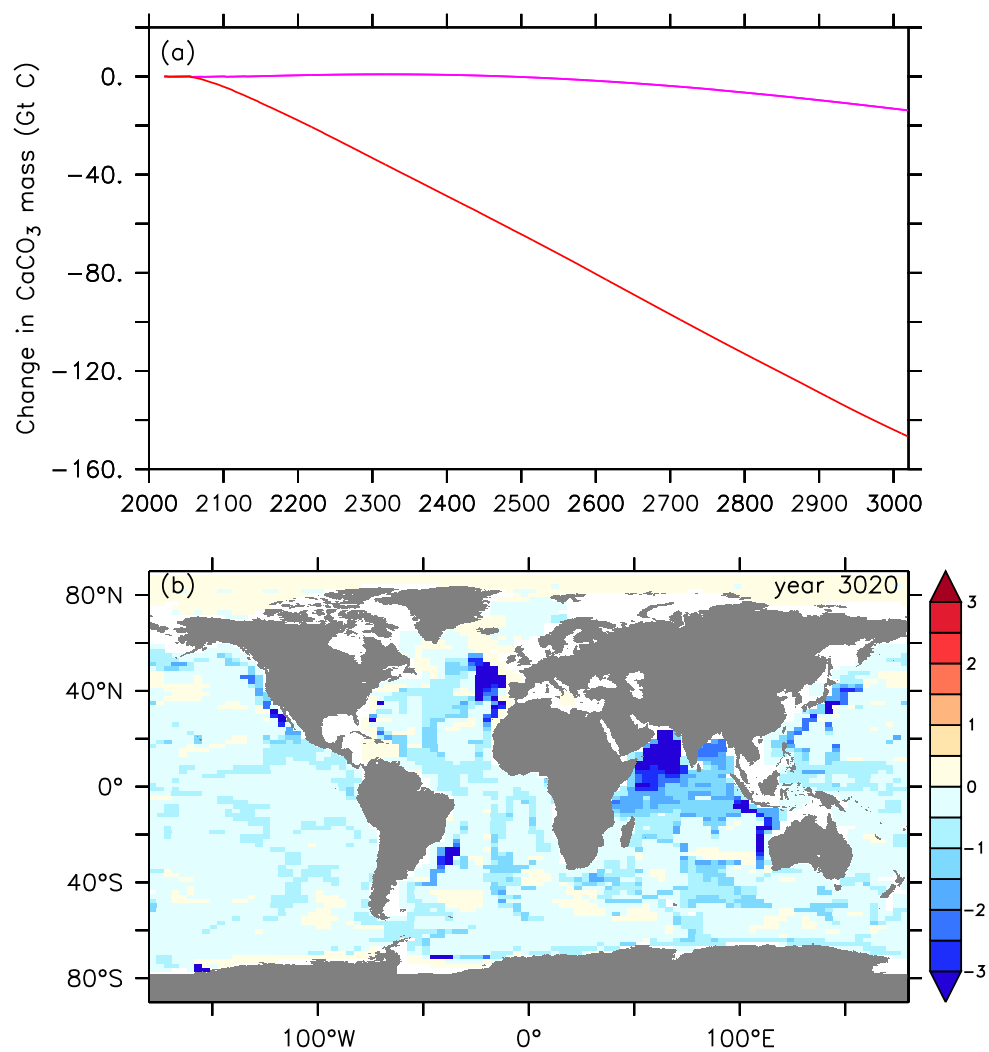 (a)
Change in CaCO3 mass (Gt C)
0.
−40.
−80.
−120.
−160.
2000 2100 2200 2300 2400 2500 2600 2700 2800 2900 3000
(b)
year 3020
80°N
40°N
0°
40°S
80°S
100°W 0° 100°E
3
2
1
0
−1
−2
−3